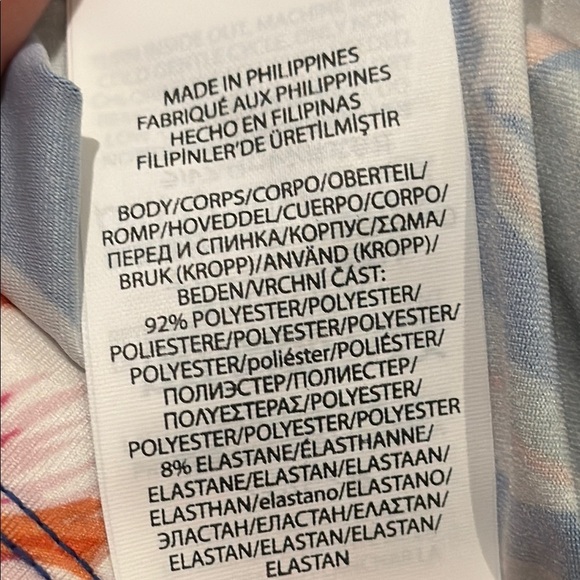 MADE IN PHILIPPINES
FABRIQUÉ AUX PHILIPPINES
HECHO EN FILIPINAS
FİLİPİNLER'DE ÜRETİLMİŞTİR
BODY/CORPS/CORPO/OBERTEIL/
ROMP/HOVEDDEL/CUERPO/CORPO/
ПЕРЕД И СПИНКА/КОРПУС/ΣΩΜΑ/
BRUK (KROPP)/ANVÄND (KROPP)/
BEDEN/VRCHNÍ ČÁST:
92% POLYESTER/POLYESTER/
POLIESTERE/POLYESTER/POLYESTER/
POLYESTER/poliéster/POLIÉSTER/
ПОЛИЭСТЕР/ПОЛИЕСТЕР/
ΠΟΛΥΕΣΤΕΡΑΣ/POLYESTER/
POLYESTER/POLYESTER/POLYESTER
8% ELASTANE/ÉLASTHANNE/
ELASTANE/ELASTAN/ELASTAAN/
ELASTHAN/elastano/ELASTANO/
ЭЛАСТАН/ЕЛАСТАН/ΕΛΑΣΤΑΝ/
ELASTAN/ELASTAN/ELASTAN/
ELASTAN